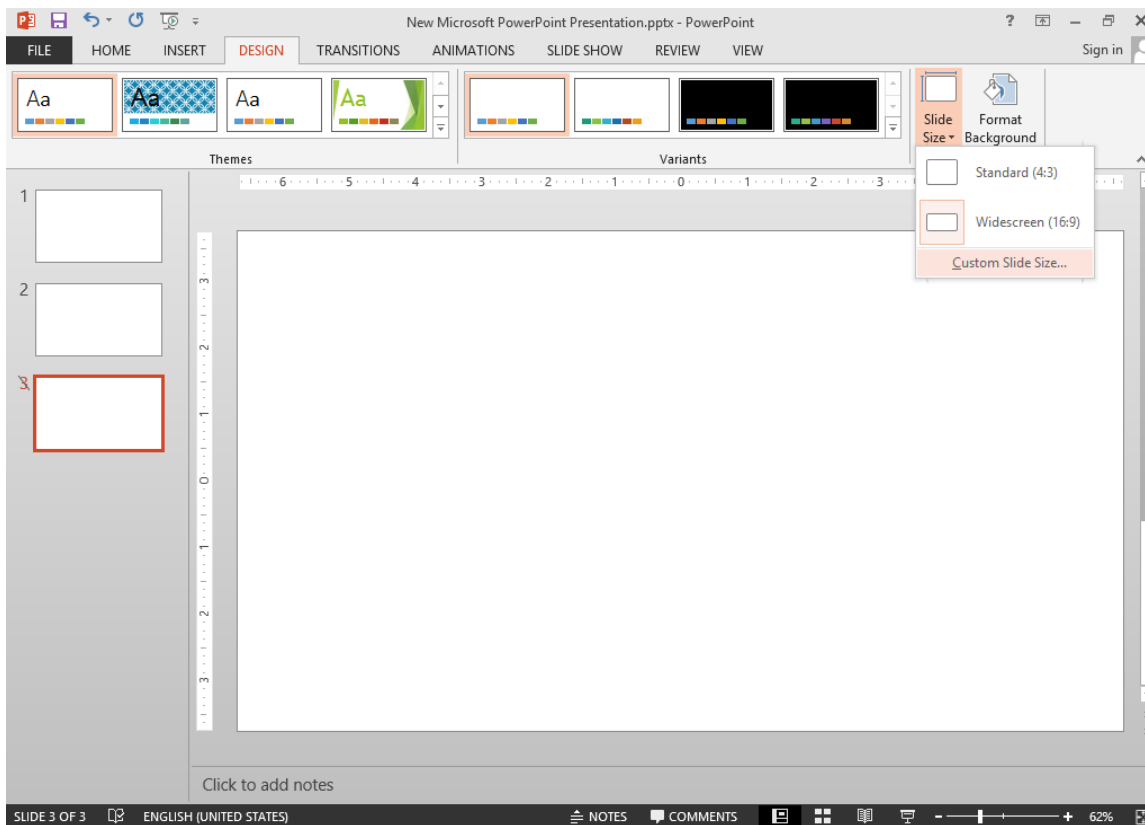 New Microsoft PowerPoint Presentation.pptx - PowerPoint
?
FILE HOME INSERT DESIGN TRANSITIONS ANIMATIONS SLIDE SHOW REVIEW VIEW Sign in
Aa Aa Aa Aa
Slide Size
Format Background
Themes
Variants
Standard (4:3)
Widescreen (16:9)
Custom Slide Size...
6 5 4 3 2 1 0 1 2 3
1
2
3
3
2
1
0
1
2
3
Click to add notes
SLIDE 3 OF 3 ENGLISH (UNITED STATES) NOTES COMMENTS 62%